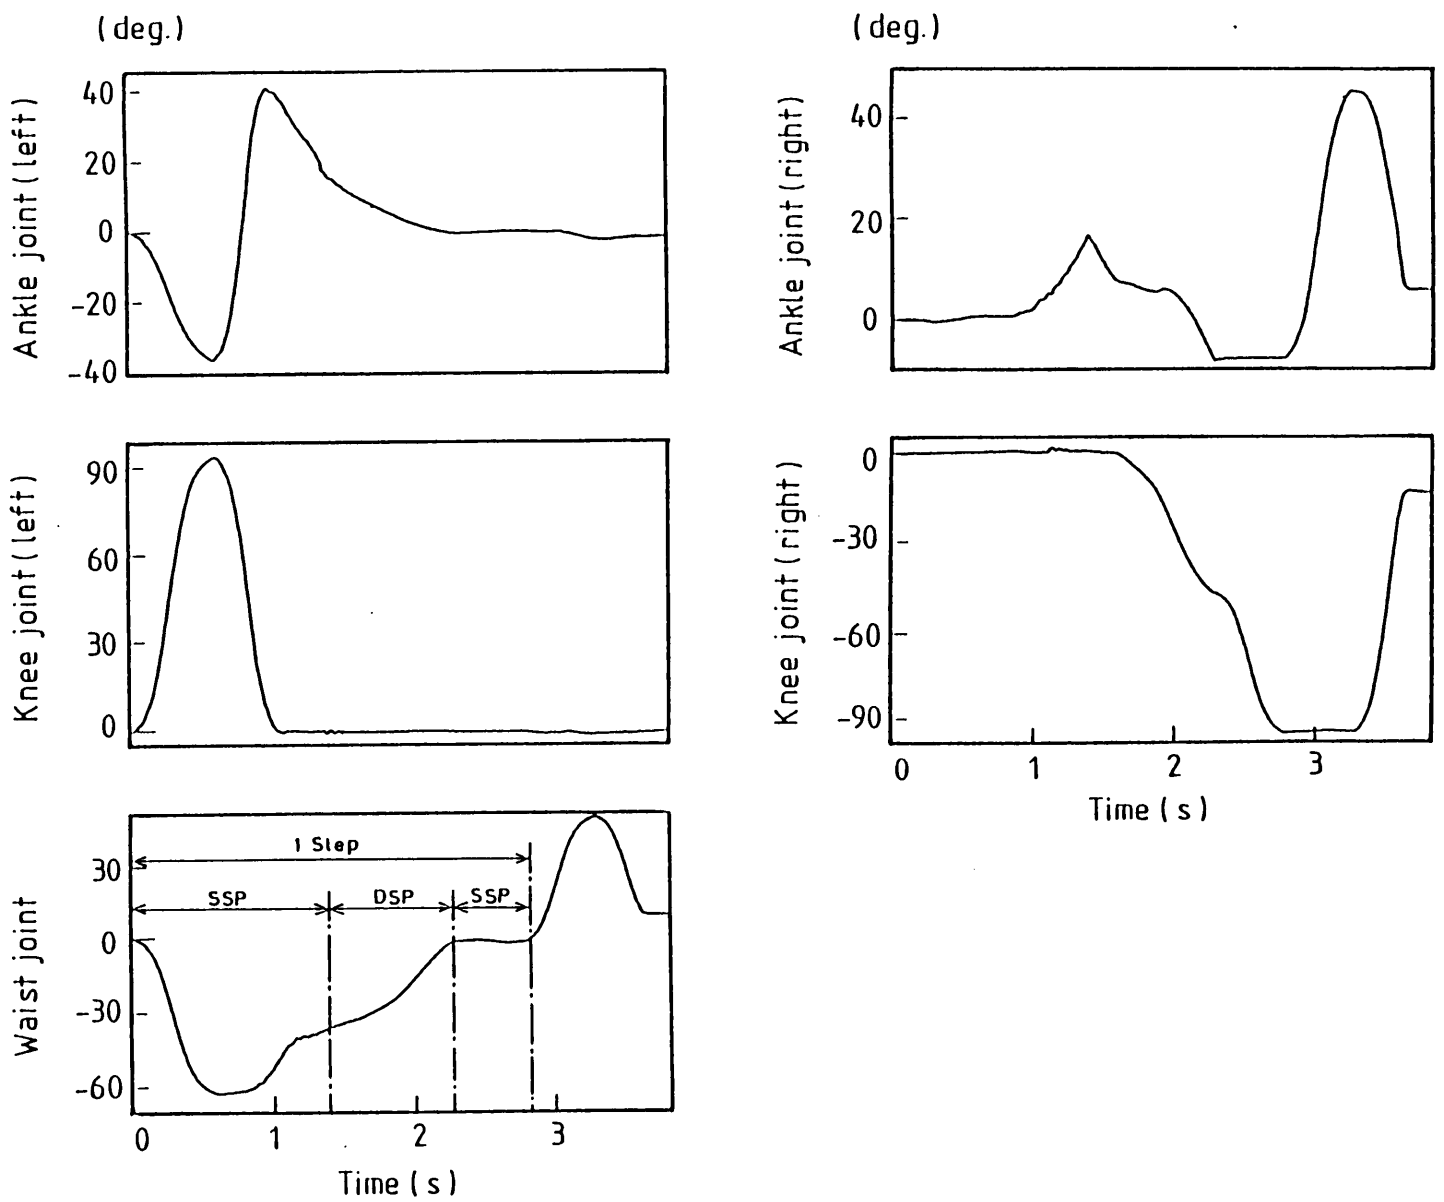 (deg.)
Ankle joint (left)
40
20
0
-20
-40
Knee joint (left)
90
60
30
0
Waist joint
30
0
-30
-60
1 Step
SSP
DSP
SSP
0
1
2
3
Time (s)
(deg.)
Ankle joint (right)
40
20
0
Knee joint (right)
0
-30
-60
-90
0
1
2
3
Time (s)